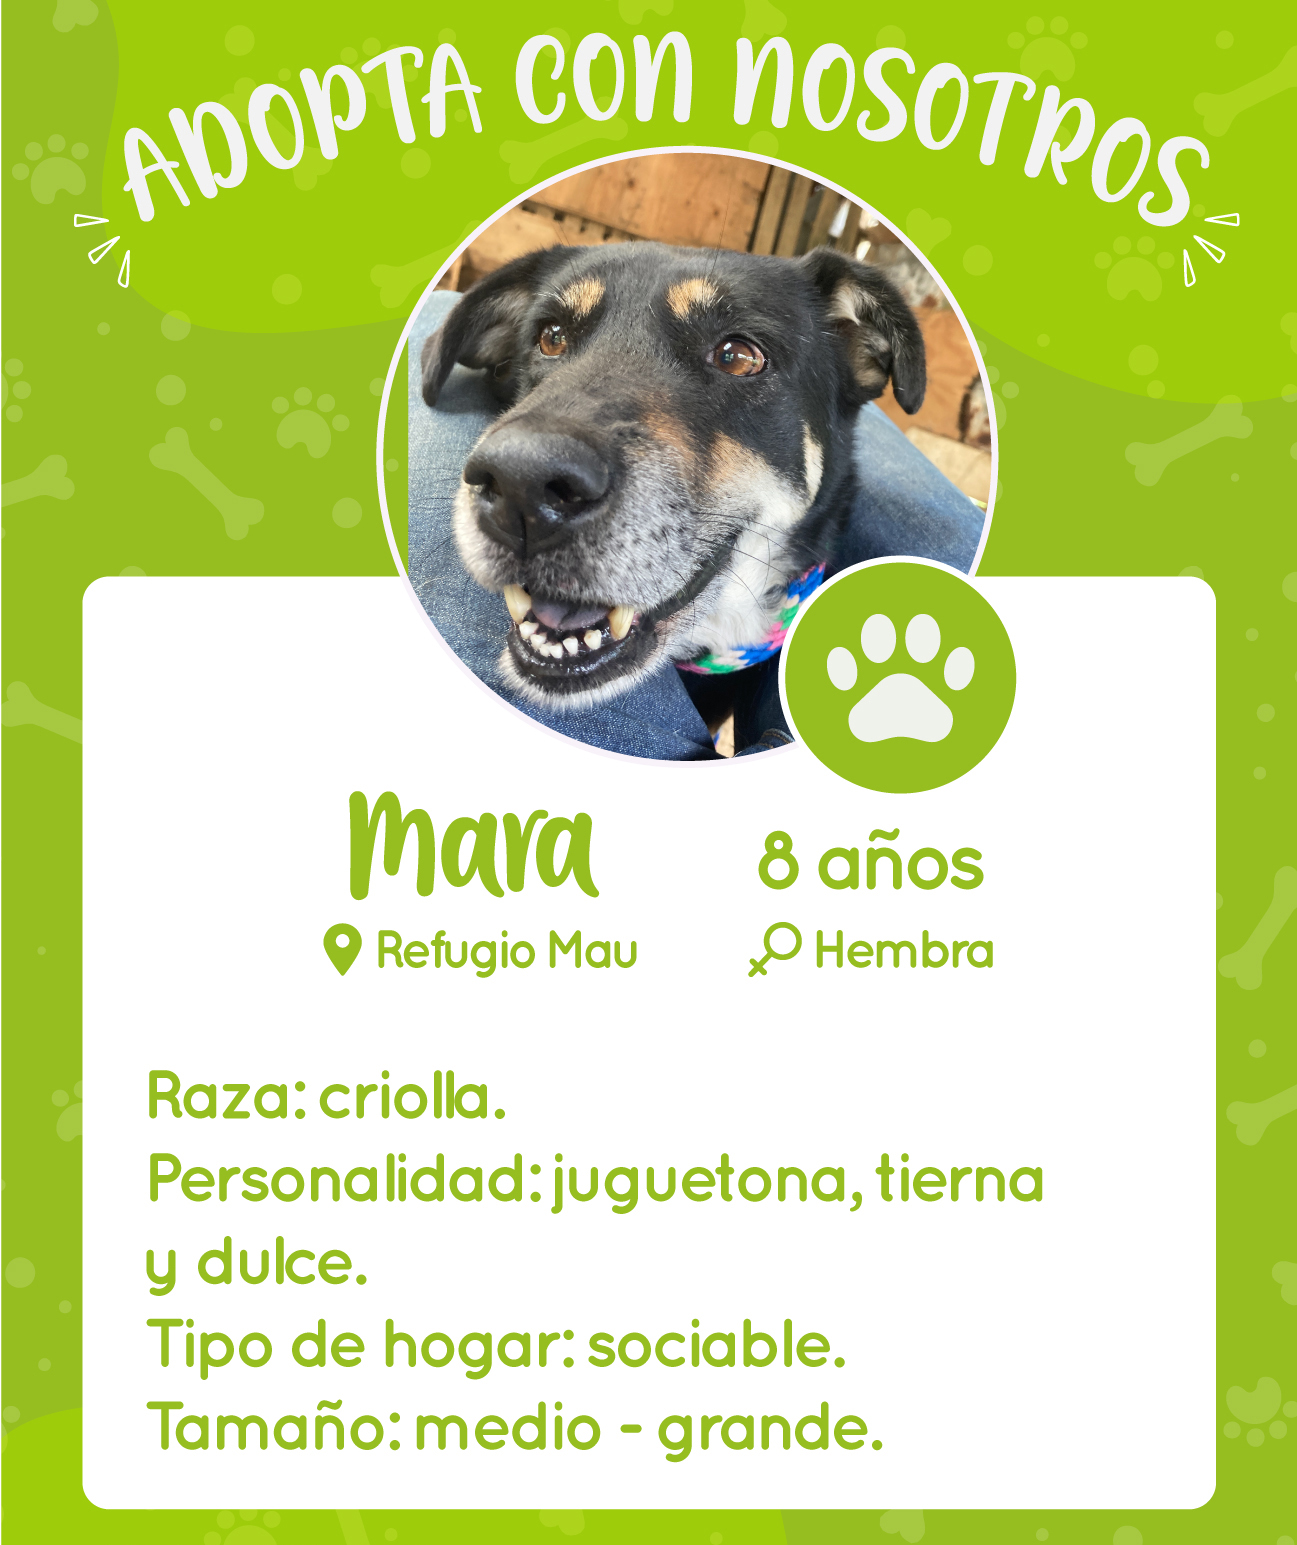 ADOPTA CON NOSOTROS
Mara
8 años
Refugio Mau
Hembra
Raza: criolla.
Personalidad: juguetona, tierna
y dulce.
Tipo de hogar: sociable.
Tamaño: medio - grande.